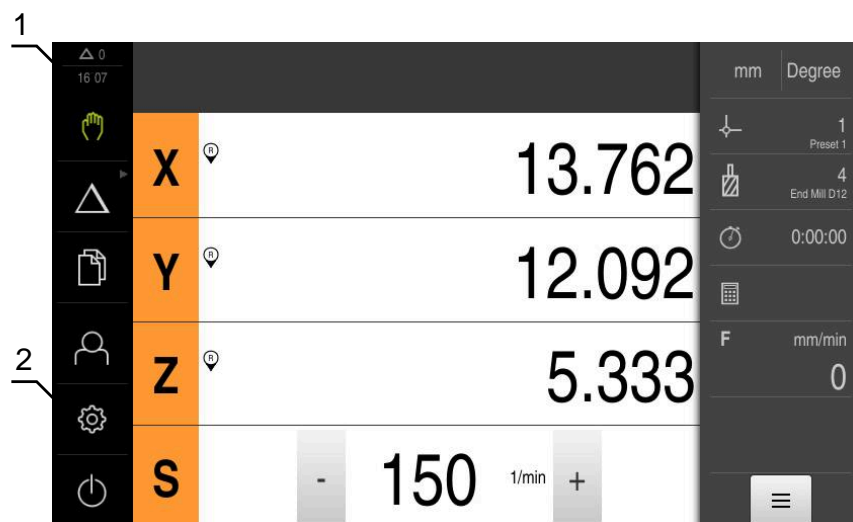 1
0
16 07
mm Degree
X
R
13.762
1
Preset 1
4
End Mill D12
Y
R
12.092
0:00:00
2
Z
R
5.333
F mm/min
0
S
- 150 1/min +